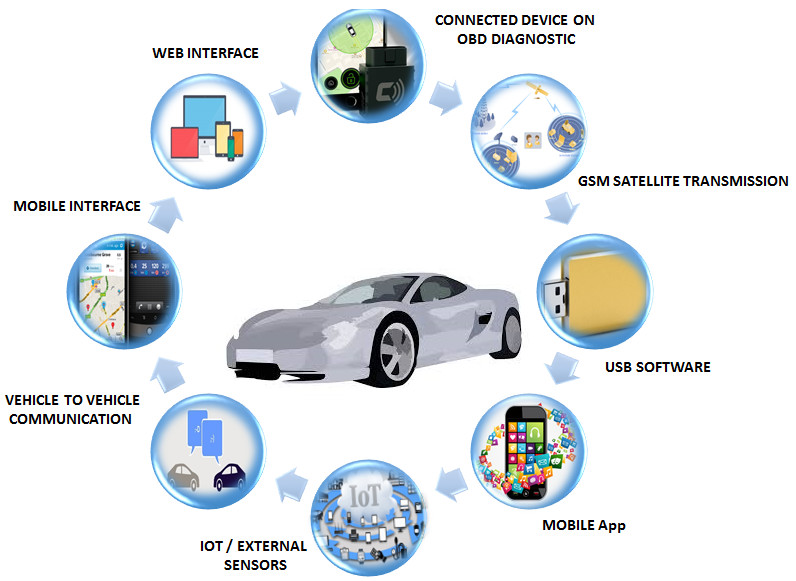 CONNECTED DEVICE ON
OBD DIAGNOSTIC
WEB INTERFACE
GSM SATELLITE TRANSMISSION
MOBILE INTERFACE
USB SOFTWARE
VEHICLE TO VEHICLE
COMMUNICATION
IoT
MOBILE App
IOT / EXTERNAL
SENSORS